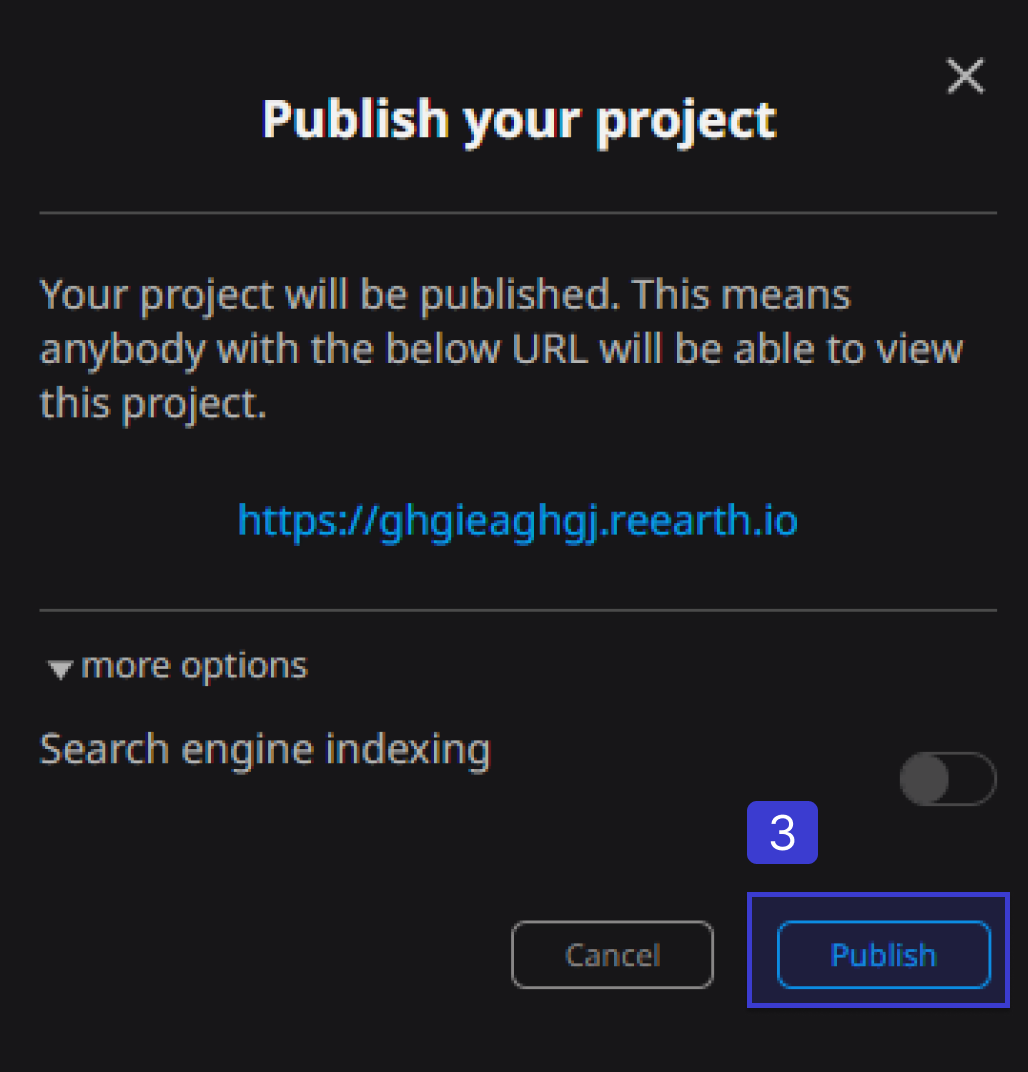 Publish your project
Your project will be published. This means
anybody with the below URL will be able to view
this project.
https://ghgieaghgj.reearth.io
more options
Search engine indexing
3
Cancel
Publish